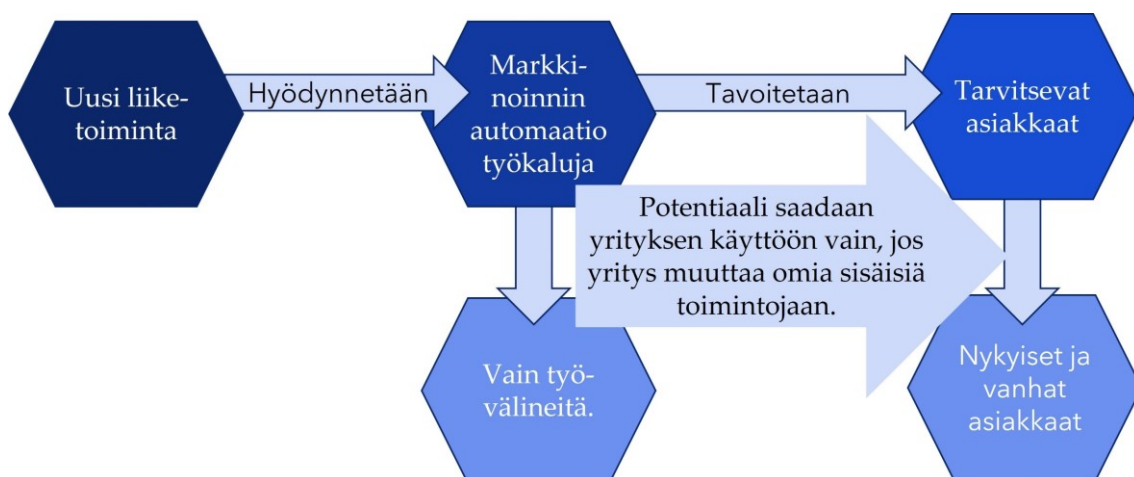 Uusi liike-
toiminta
Hyödynnetään
Markki-
noinnin
automaatio
työkaluja
Tavoitetaan
Tarvitsevat
asiakkaat
Potentiaali saadaan
yrityksen käyttöön vain, jos
yritys muuttaa omia sisäisiä
toimintojaan.
Vain työ-
välineitä.
Nykyiset ja
vanhat
asiakkaat